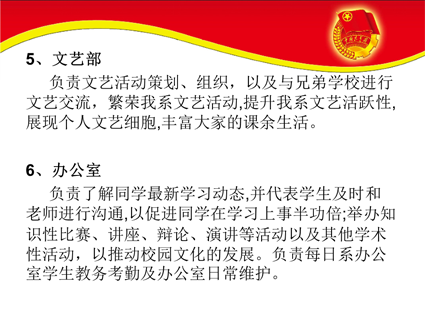 5、文艺部
负责文艺活动策划、组织，以及与兄弟学校进行
文艺交流，繁荣我系文艺活动,提升我系文艺活跃性,
展现个人文艺细胞,丰富大家的课余生活。
6、办公室
负责了解同学最新学习动态,并代表学生及时和
老师进行沟通,以促进同学在学习上事半功倍;举办知
识性比赛、讲座、辩论、演讲等活动以及其他学术
性活动，以推动校园文化的发展。负责每日系办公
室学生教务考勤及办公室日常维护。